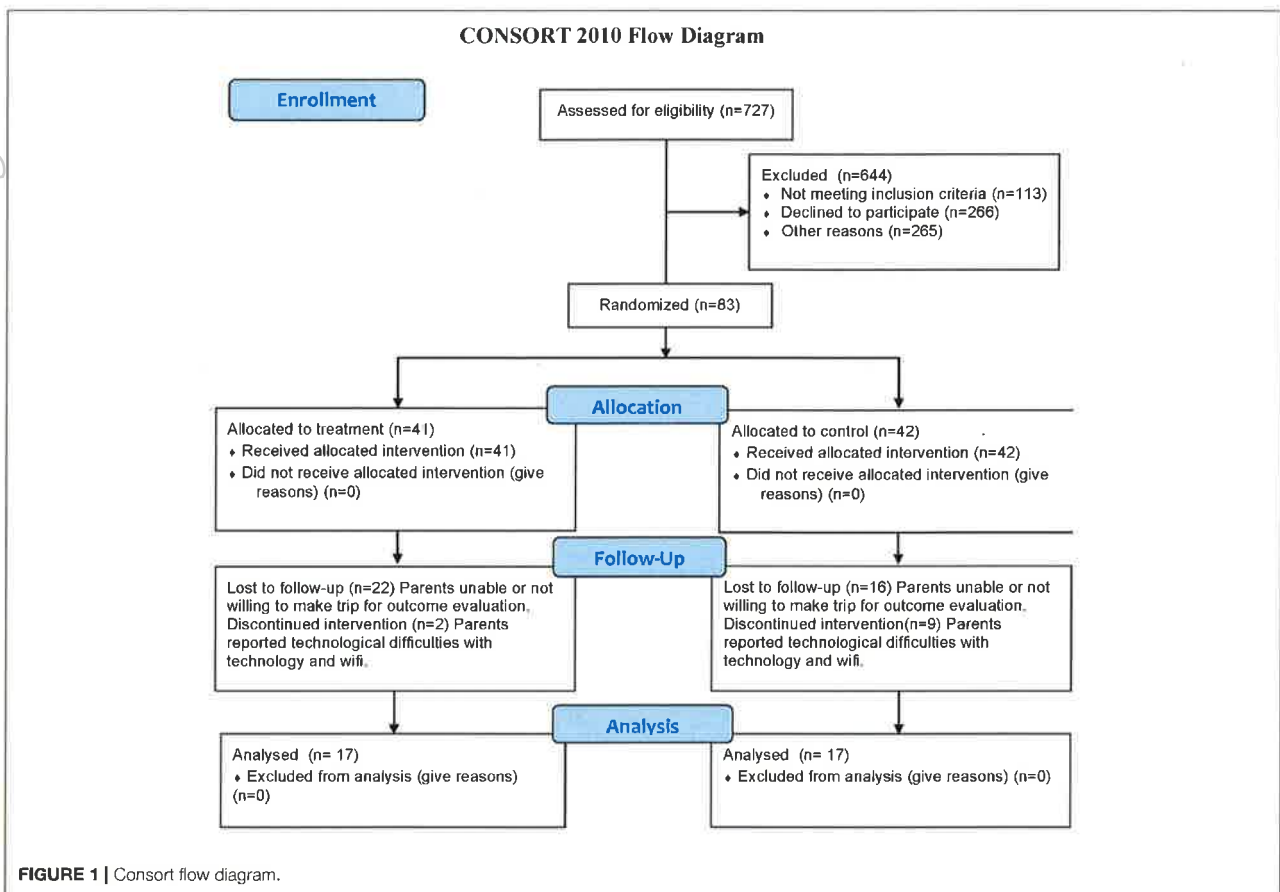 CONSORT 2010 Flow Diagram
Enrollment
Assessed for eligibility (n=727)
Excluded (n=644)
♦ Not meeting inclusion criteria (n=113)
♦ Declined to participate (n=266)
♦ Other reasons (n=265)
Randomized (n=83)
Allocation
Allocated to treatment (n=41)
♦ Received allocated intervention (n=41)
♦ Did not receive allocated intervention (give
reasons) (n=0)
Allocated to control (n=42)
♦ Received allocated intervention (n=42)
♦ Did not receive allocated intervention (give
reasons) (n=0)
Follow-Up
Lost to follow-up (n=22) Parents unable or not
willing to make trip for outcome evaluation.
Discontinued intervention (n=2) Parents
reported technological difficulties with
technology and wifi.
Lost to follow-up (n=16) Parents unable or not
willing to make trip for outcome evaluation.
Discontinued intervention(n=9) Parents
reported technological difficulties with
technology and wifi.
Analysis
Analysed (n= 17)
♦ Excluded from analysis (give reasons)
(n=0)
Analysed (n= 17)
♦ Excluded from analysis (give reasons) (n=0)
FIGURE 1 | Consort flow diagram.